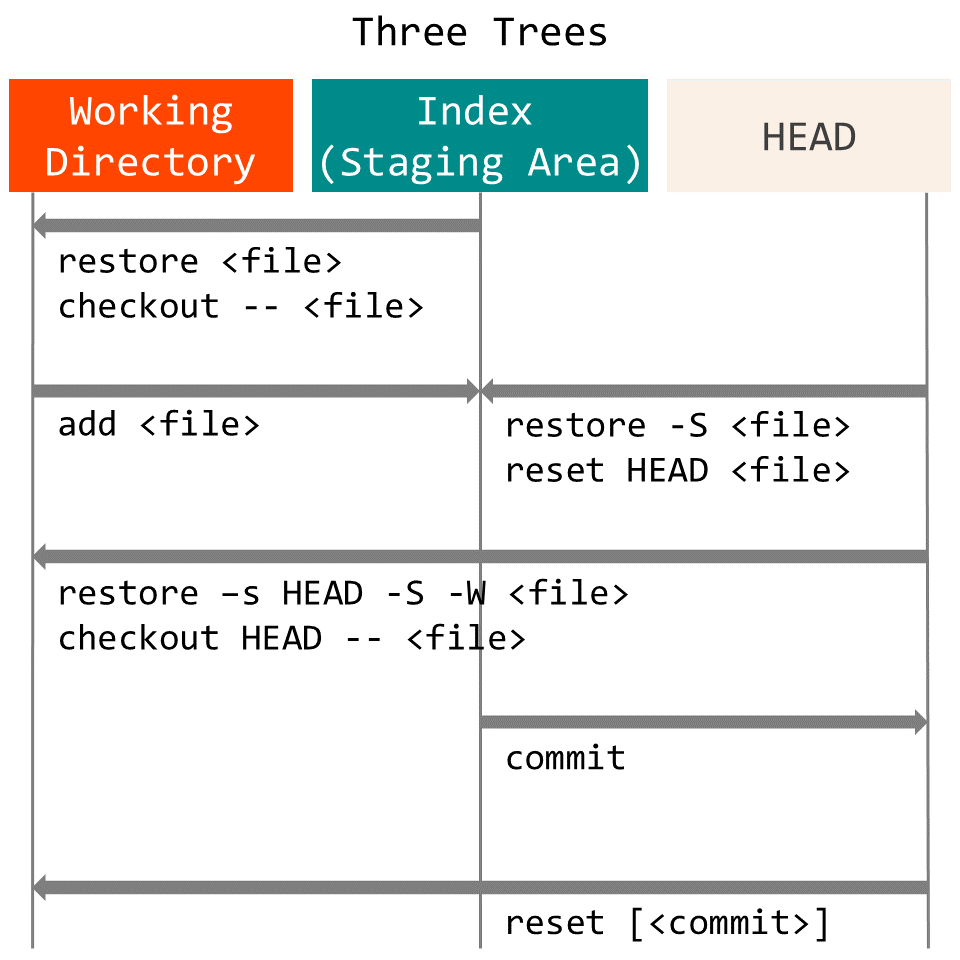 Three Trees
Working
Directory
Index
(Staging Area)
HEAD
restore <file>
checkout -- <file>
add <file>
restore -S <file>
reset HEAD <file>
restore –s HEAD -S -W <file>
checkout HEAD -- <file>
commit
reset [<commit>]